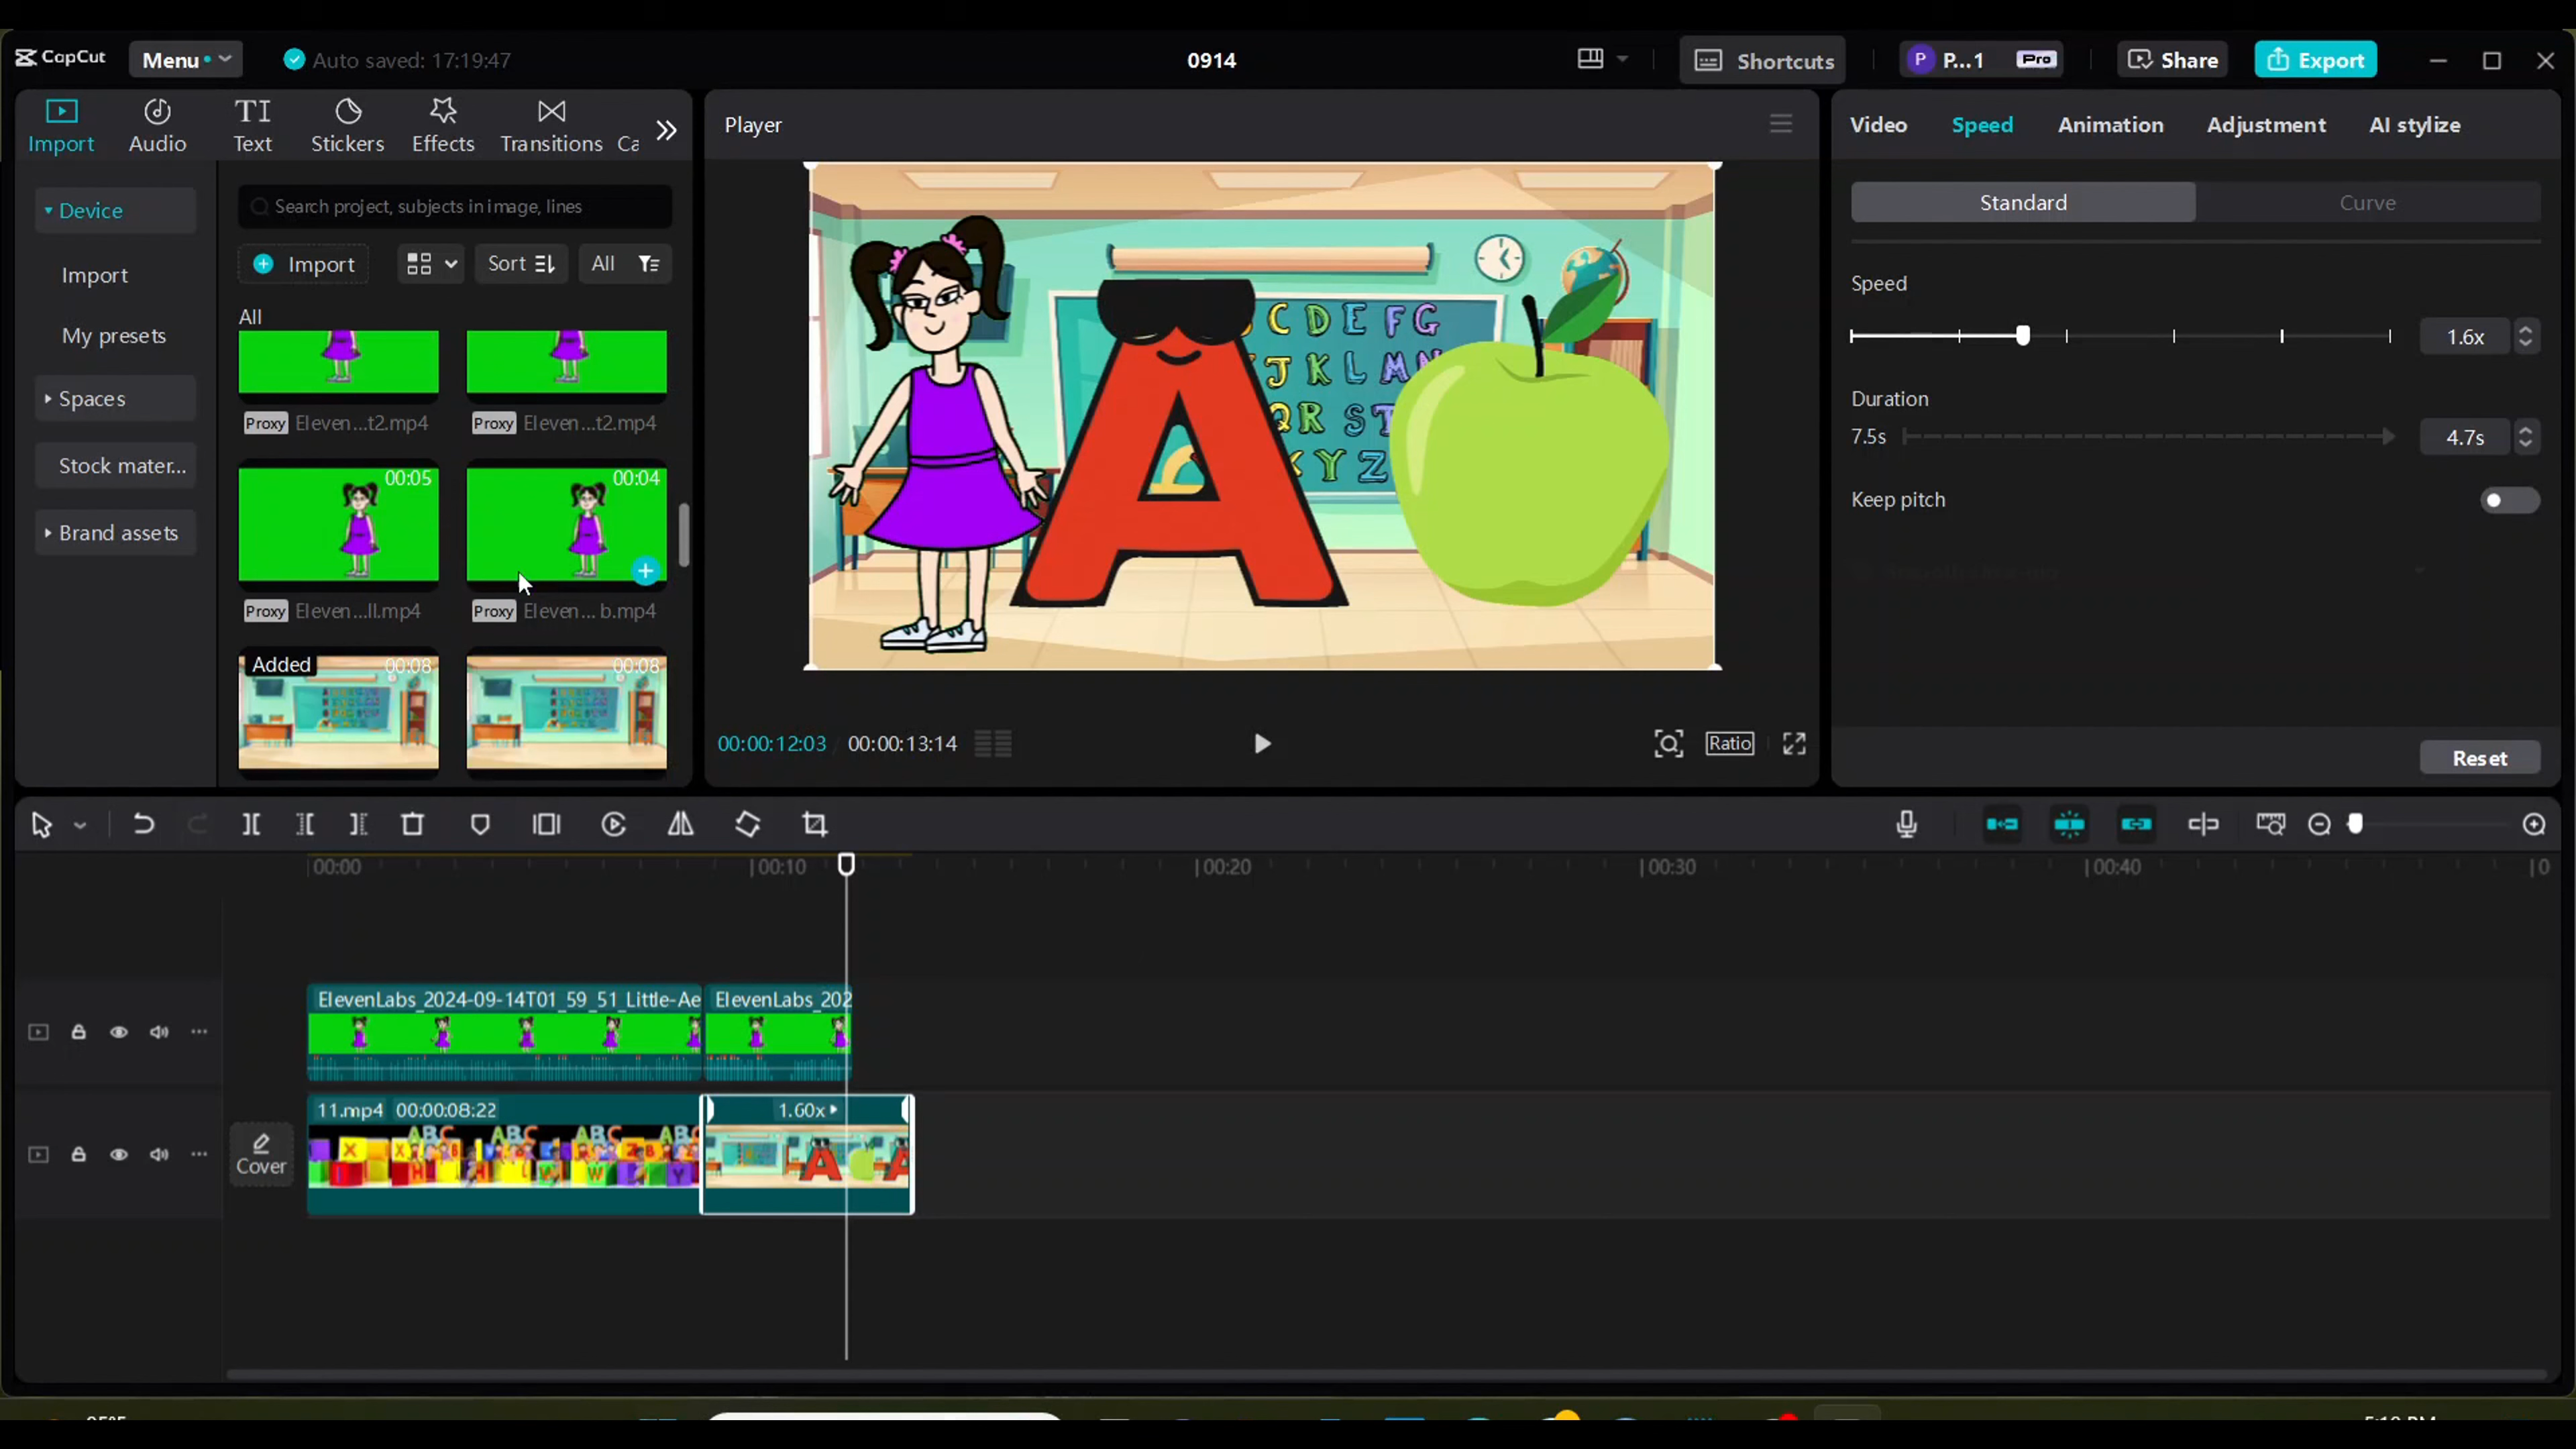 CapCut Menu Auto saved: 17:19:47 0914 Shortcuts P P...1 Pro Share Export
Import Audio Text Stickers Effects Transitions Ca
Device
Import
My presets
Spaces
Stock mater...
Brand assets
Search project, subjects in image, lines
Import Sort All
All
Proxy Eleven...t2.mp4 Proxy Eleven...t2.mp4
00:05 00:04
Proxy Eleven...ll.mp4 Proxy Eleven... b.mp4
Added 00:08 00:08
Player
C D E F G
J K L M N
Q R S T
Y Z
A
00:00:12:03 00:00:13:14 Ratio
Video Speed Animation Adjustment AI stylize
Standard Curve
Speed
1.6x
Duration
7.5s 4.7s
Keep pitch
Reset
00:00 00:10 00:20 00:30 00:40 0
ElevenLabs_2024-09-14T01_59_51_Little-Ae ElevenLabs_202
Cover
11.mp4 00:00:08:22 1.60x